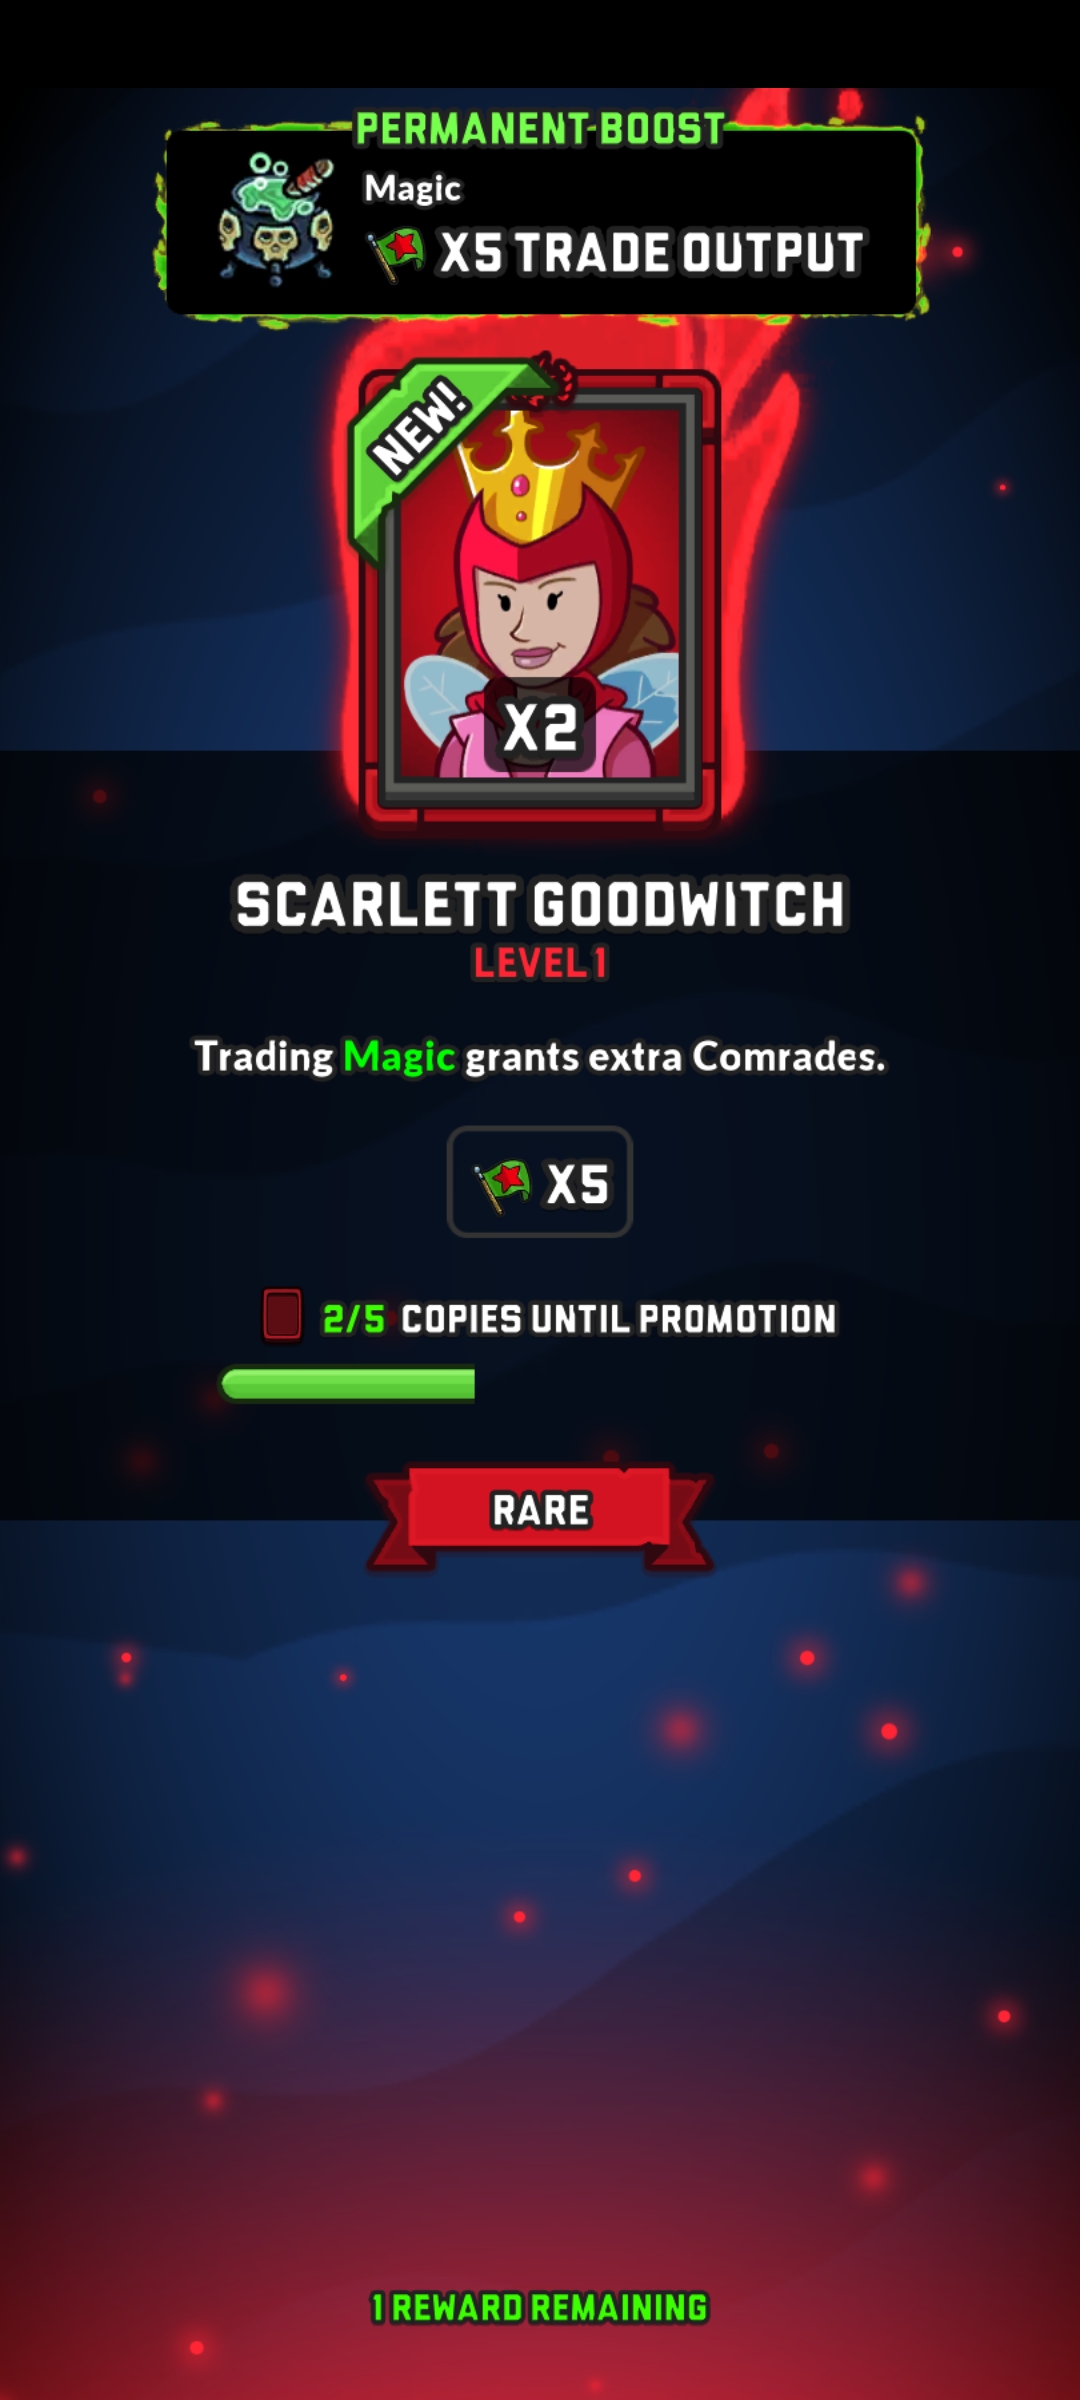 PERMANENT BOOST
Magic
X5 TRADE OUTPUT
NEW!
X2
SCARLETT GOODWITCH
LEVEL 1
Trading Magic grants extra Comrades.
X5
2/5 COPIES UNTIL PROMOTION
RARE
1 REWARD REMAINING